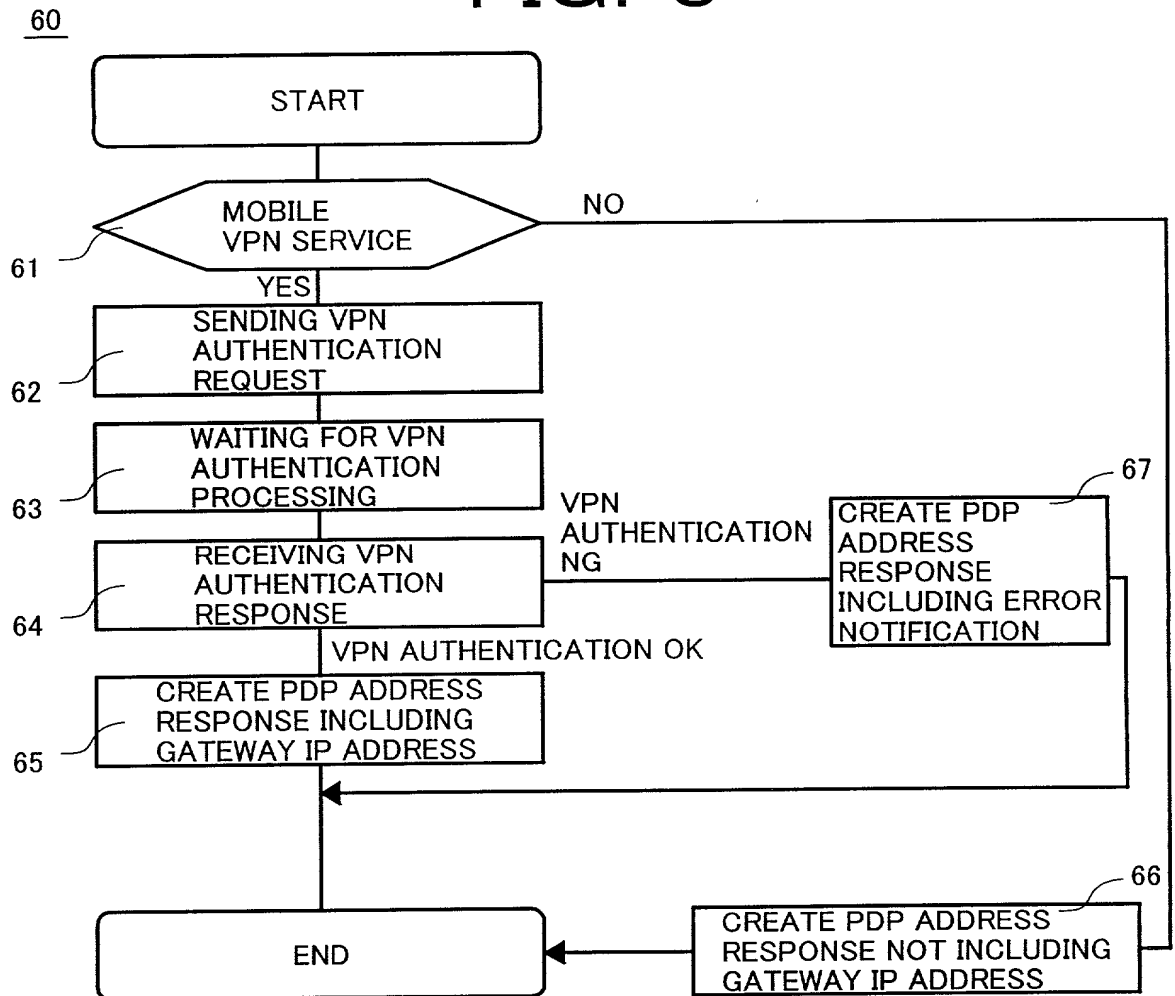 60
START
MOBILE
VPN SERVICE
NO
61
YES
SENDING VPN
AUTHENTICATION
REQUEST
62
WAITING FOR VPN
AUTHENTICATION
PROCESSING
63
VPN
AUTHENTICATION
NG
67
CREATE PDP
ADDRESS
RESPONSE
INCLUDING ERROR
NOTIFICATION
RECEIVING VPN
AUTHENTICATION
RESPONSE
64
VPN AUTHENTICATION OK
CREATE PDP ADDRESS
RESPONSE INCLUDING
GATEWAY IP ADDRESS
65
66
CREATE PDP ADDRESS
RESPONSE NOT INCLUDING
GATEWAY IP ADDRESS
END